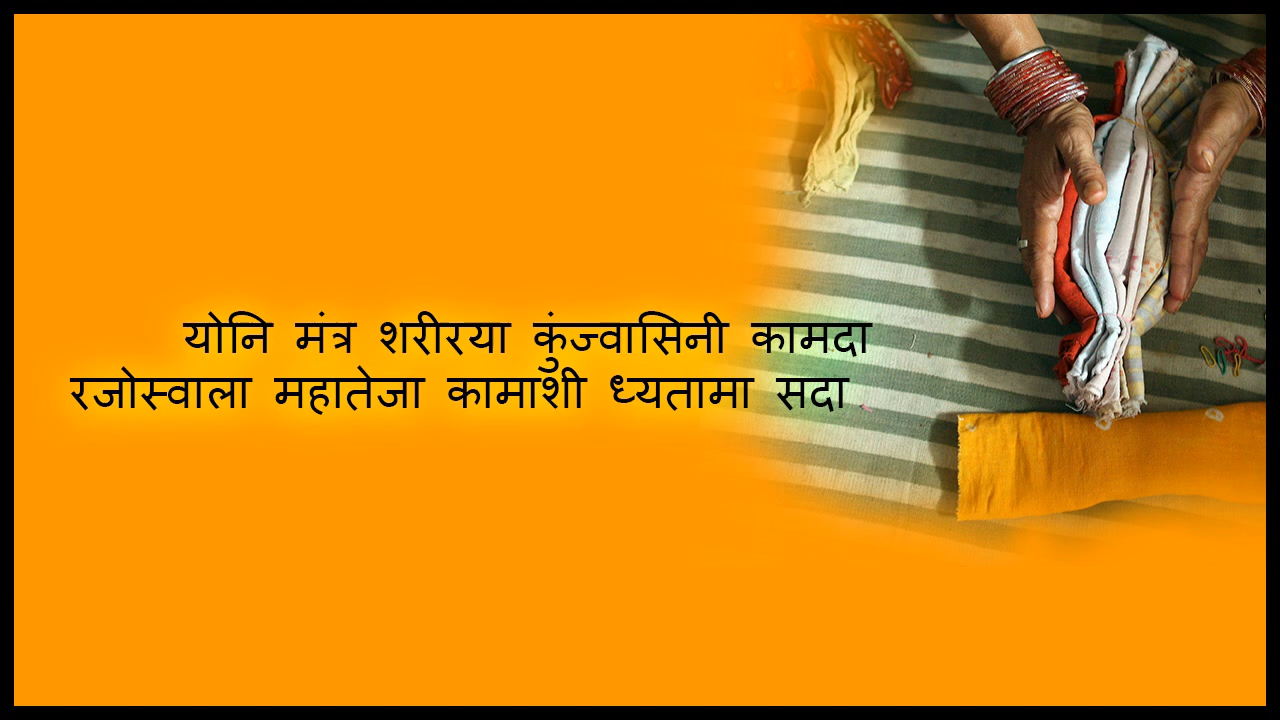 योनि मंत्र शरीरया कुंज्वासिनी कामदा
रजोस्वाला महातेजा कामाशी ध्यतामा सदा